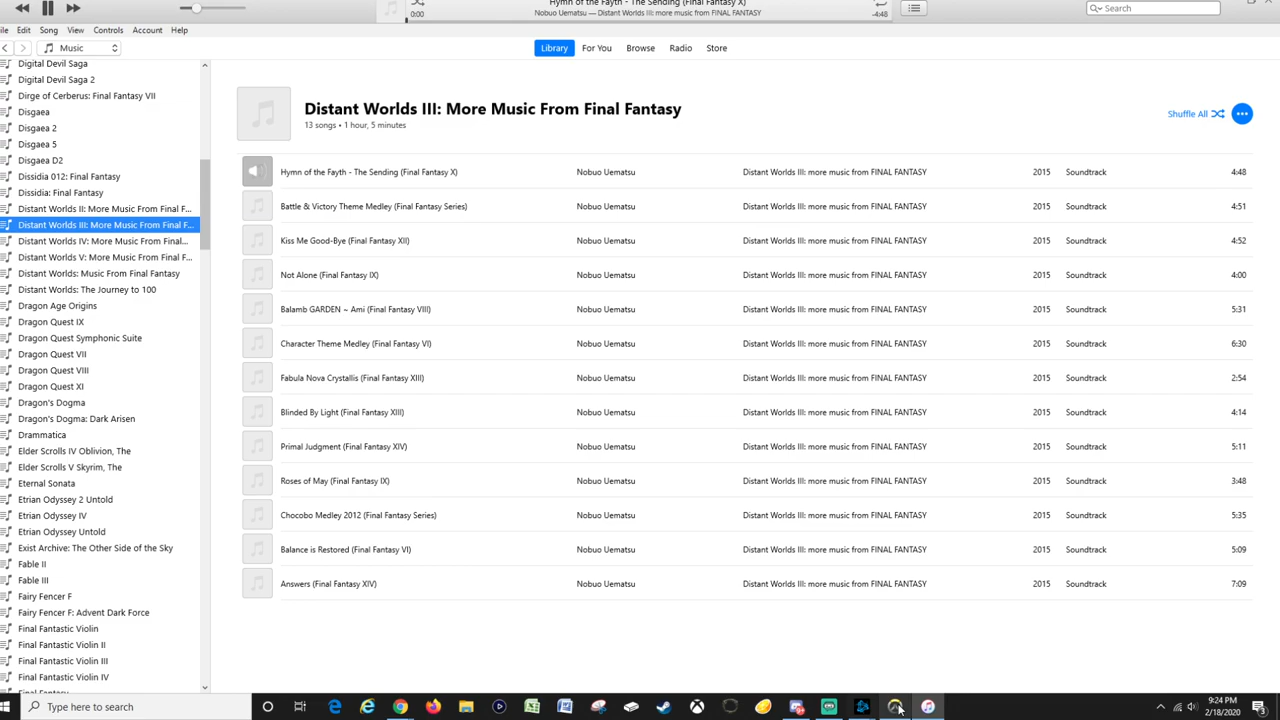 Hymn of the Fayth - The Sending (Final Fantasy X)
0:00 Nobuo Uematsu — Distant Worlds III: more music from FINAL FANTASY -4:48
Search
Edit Song View Controls Account Help
Music
Library For You Browse Radio Store
Digital Devil Saga
Digital Devil Saga 2
Dirge of Cerberus: Final Fantasy VII
Disgaea
Disgaea 2
Disgaea 5
Disgaea D2
Dissidia 012: Final Fantasy
Dissidia: Final Fantasy
Distant Worlds II: More Music From Final F...
Distant Worlds III: More Music From Final F...
Distant Worlds IV: More Music From Final...
Distant Worlds V: More Music From Final F...
Distant Worlds: Music From Final Fantasy
Distant Worlds: The Journey to 100
Dragon Age Origins
Dragon Quest IX
Dragon Quest Symphonic Suite
Dragon Quest VII
Dragon Quest VIII
Dragon Quest XI
Dragon's Dogma
Dragon's Dogma: Dark Arisen
Drammatica
Elder Scrolls IV Oblivion, The
Elder Scrolls V Skyrim, The
Eternal Sonata
Etrian Odyssey 2 Untold
Etrian Odyssey IV
Etrian Odyssey Untold
Exist Archive: The Other Side of the Sky
Fable II
Fable III
Fairy Fencer F
Fairy Fencer F: Advent Dark Force
Final Fantastic Violin
Final Fantastic Violin II
Final Fantastic Violin III
Final Fantastic Violin IV
Distant Worlds III: More Music From Final Fantasy
13 songs • 1 hour, 5 minutes
Shuffle All
Hymn of the Fayth - The Sending (Final Fantasy X) Nobuo Uematsu Distant Worlds III: more music from FINAL FANTASY 2015 Soundtrack 4:48
Battle & Victory Theme Medley (Final Fantasy Series) Nobuo Uematsu Distant Worlds III: more music from FINAL FANTASY 2015 Soundtrack 4:51
Kiss Me Good-Bye (Final Fantasy XII) Nobuo Uematsu Distant Worlds III: more music from FINAL FANTASY 2015 Soundtrack 4:52
Not Alone (Final Fantasy IX) Nobuo Uematsu Distant Worlds III: more music from FINAL FANTASY 2015 Soundtrack 4:00
Balamb GARDEN ~ Ami (Final Fantasy VIII) Nobuo Uematsu Distant Worlds III: more music from FINAL FANTASY 2015 Soundtrack 5:31
Character Theme Medley (Final Fantasy VI) Nobuo Uematsu Distant Worlds III: more music from FINAL FANTASY 2015 Soundtrack 6:30
Fabula Nova Crystallis (Final Fantasy XIII) Nobuo Uematsu Distant Worlds III: more music from FINAL FANTASY 2015 Soundtrack 2:54
Blinded By Light (Final Fantasy XIII) Nobuo Uematsu Distant Worlds III: more music from FINAL FANTASY 2015 Soundtrack 4:14
Primal Judgment (Final Fantasy XIV) Nobuo Uematsu Distant Worlds III: more music from FINAL FANTASY 2015 Soundtrack 5:11
Roses of May (Final Fantasy IX) Nobuo Uematsu Distant Worlds III: more music from FINAL FANTASY 2015 Soundtrack 3:48
Chocobo Medley 2012 (Final Fantasy Series) Nobuo Uematsu Distant Worlds III: more music from FINAL FANTASY 2015 Soundtrack 5:35
Balance is Restored (Final Fantasy VI) Nobuo Uematsu Distant Worlds III: more music from FINAL FANTASY 2015 Soundtrack 5:09
Answers (Final Fantasy XIV) Nobuo Uematsu Distant Worlds III: more music from FINAL FANTASY 2015 Soundtrack 7:09
Type here to search
9:24 PM
2/18/2020